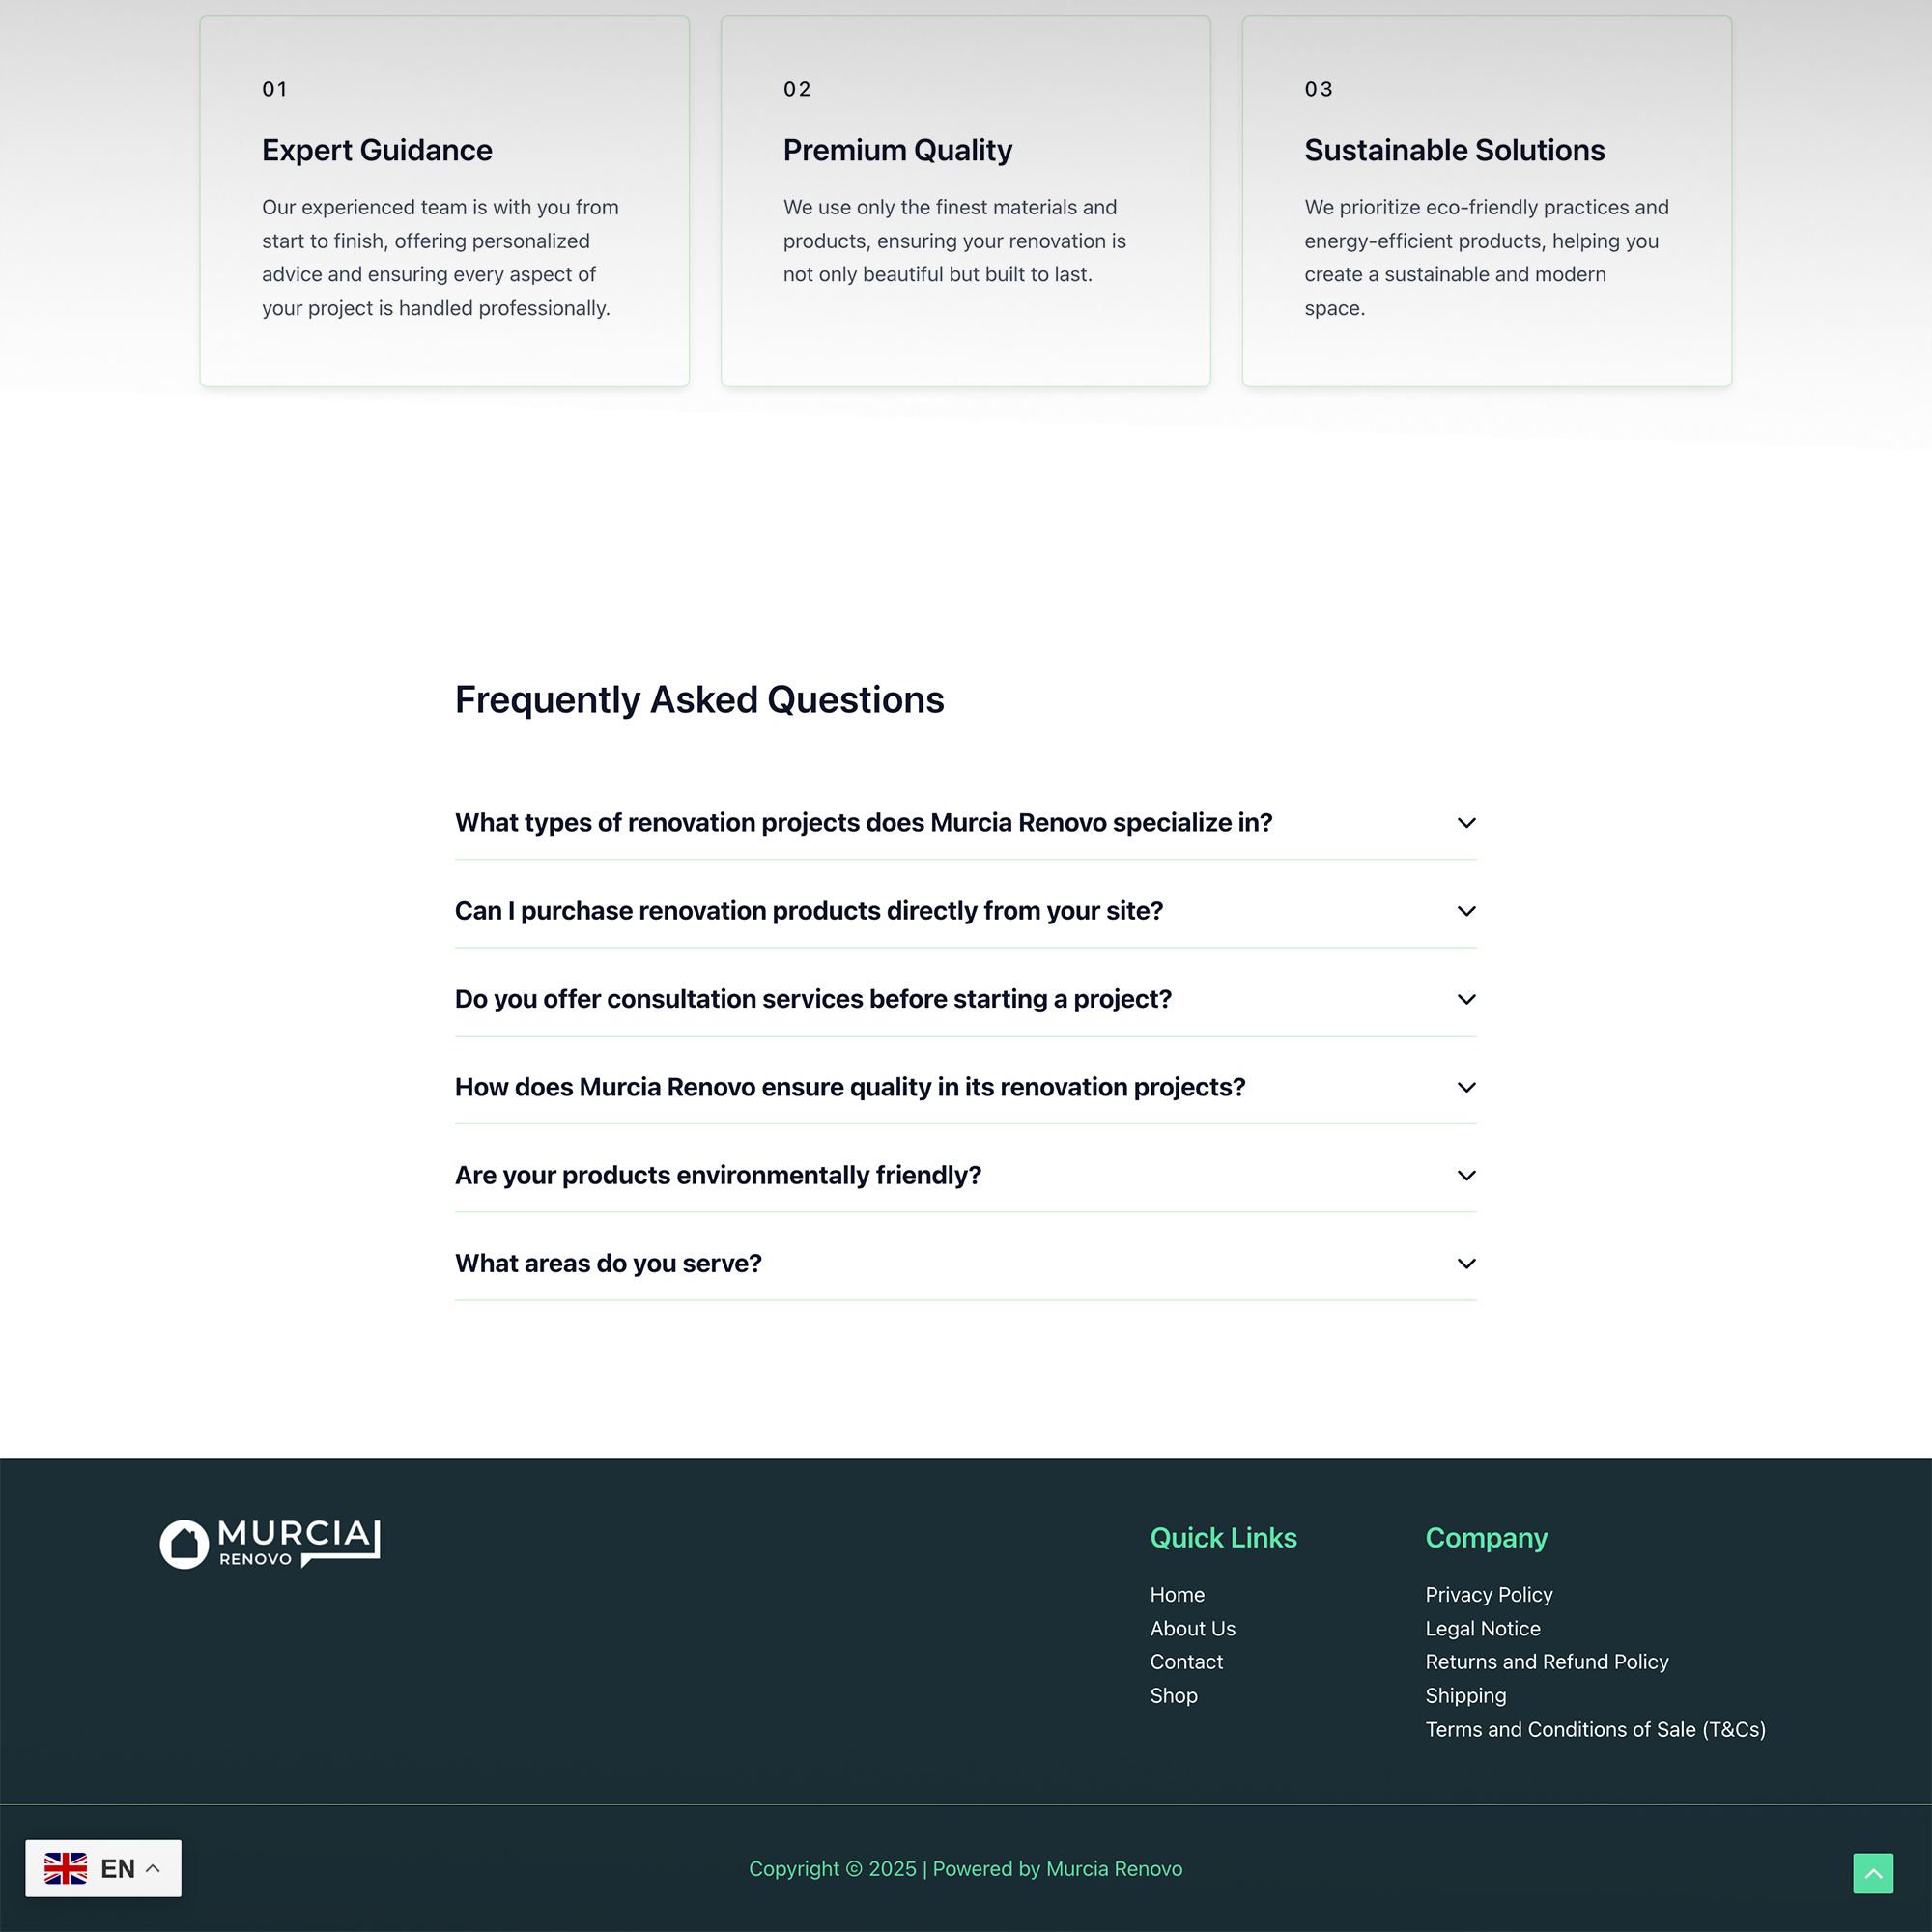 01
Expert Guidance
Our experienced team is with you from
start to finish, offering personalized
advice and ensuring every aspect of
your project is handled professionally.
02
Premium Quality
We use only the finest materials and
products, ensuring your renovation is
not only beautiful but built to last.
03
Sustainable Solutions
We prioritize eco-friendly practices and
energy-efficient products, helping you
create a sustainable and modern
space.
Frequently Asked Questions
What types of renovation projects does Murcia Renovo specialize in?
Can I purchase renovation products directly from your site?
Do you offer consultation services before starting a project?
How does Murcia Renovo ensure quality in its renovation projects?
Are your products environmentally friendly?
What areas do you serve?
MURCIA
RENOVO
Quick Links
Home
About Us
Contact
Shop
Company
Privacy Policy
Legal Notice
Returns and Refund Policy
Shipping
Terms and Conditions of Sale (T&Cs)
EN
Copyright © 2025 | Powered by Murcia Renovo